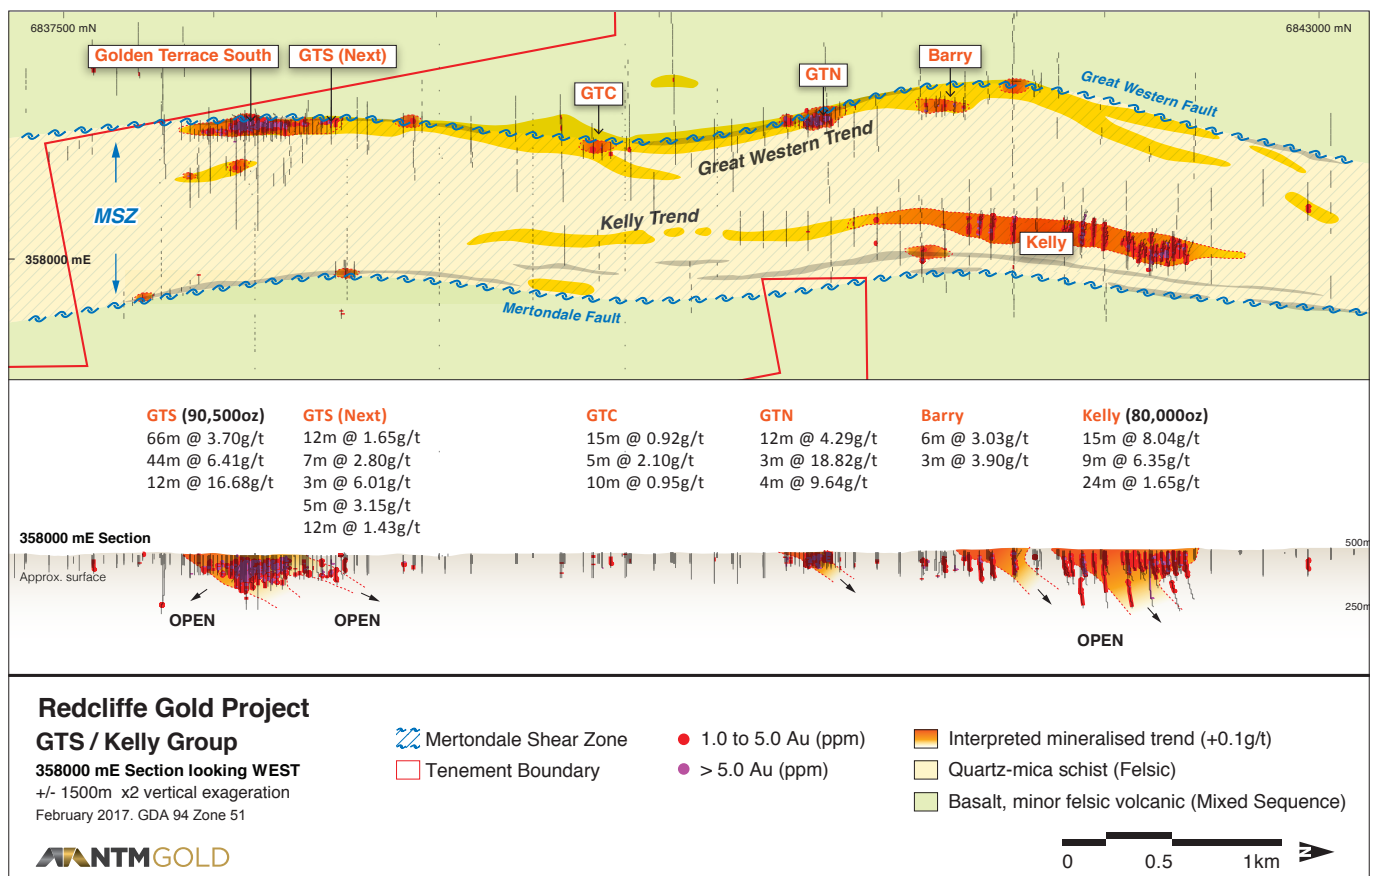 6837500 mN
6843000 mN
Golden Terrace South
GTS (Next)
GTC
GTN
Barry
Great Western Fault
Great Western Trend
MSZ
Kelly Trend
Kelly
358000 mE
Mertondale Fault
GTS (90,500oz)
66m @ 3.70g/t
44m @ 6.41g/t
12m @ 16.68g/t
GTS (Next)
12m @ 1.65g/t
7m @ 2.80g/t
3m @ 6.01g/t
5m @ 3.15g/t
12m @ 1.43g/t
GTC
15m @ 0.92g/t
5m @ 2.10g/t
10m @ 0.95g/t
GTN
12m @ 4.29g/t
3m @ 18.82g/t
4m @ 9.64g/t
Barry
6m @ 3.03g/t
3m @ 3.90g/t
Kelly (80,000oz)
15m @ 8.04g/t
9m @ 6.35g/t
24m @ 1.65g/t
358000 mE Section
500m
Approx. surface
250m
OPEN
OPEN
OPEN
Redcliffe Gold Project
GTS / Kelly Group
358000 mE Section looking WEST
+/- 1500m x2 vertical exageration
February 2017. GDA 94 Zone 51
NTMGOLD
Mertondale Shear Zone
Tenement Boundary
1.0 to 5.0 Au (ppm)
> 5.0 Au (ppm)
Interpreted mineralised trend (+0.1g/t)
Quartz-mica schist (Felsic)
Basalt, minor felsic volcanic (Mixed Sequence)
0 0.5 1km
N